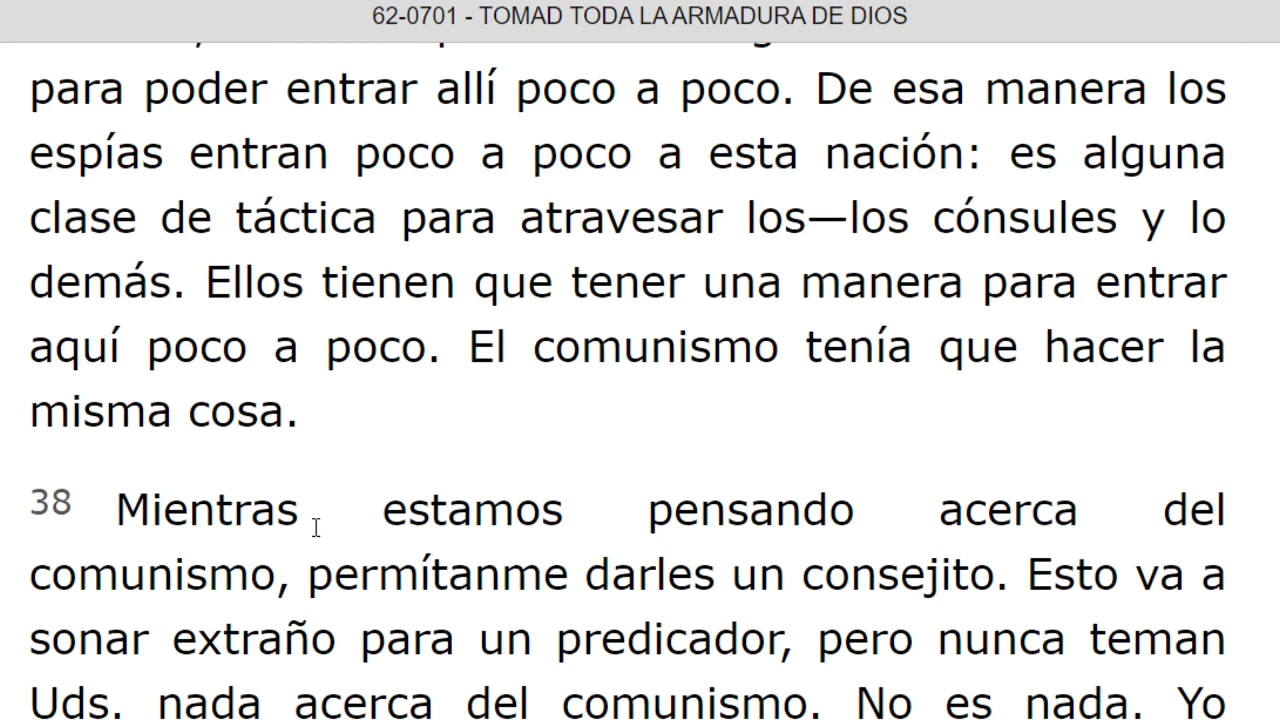 62-0701 - TOMAD TODA LA ARMADURA DE DIOS
para poder entrar allí poco a poco. De esa manera los
espías entran poco a poco a esta nación: es alguna
clase de táctica para atravesar los—los cónsules y lo
demás. Ellos tienen que tener una manera para entrar
aquí poco a poco. El comunismo tenía que hacer la
misma cosa.
38 Mientras estamos pensando acerca del
comunismo, permítanme darles un consejito. Esto va a
sonar extraño para un predicador, pero nunca teman
Uds. nada acerca del comunismo. No es nada. Yo